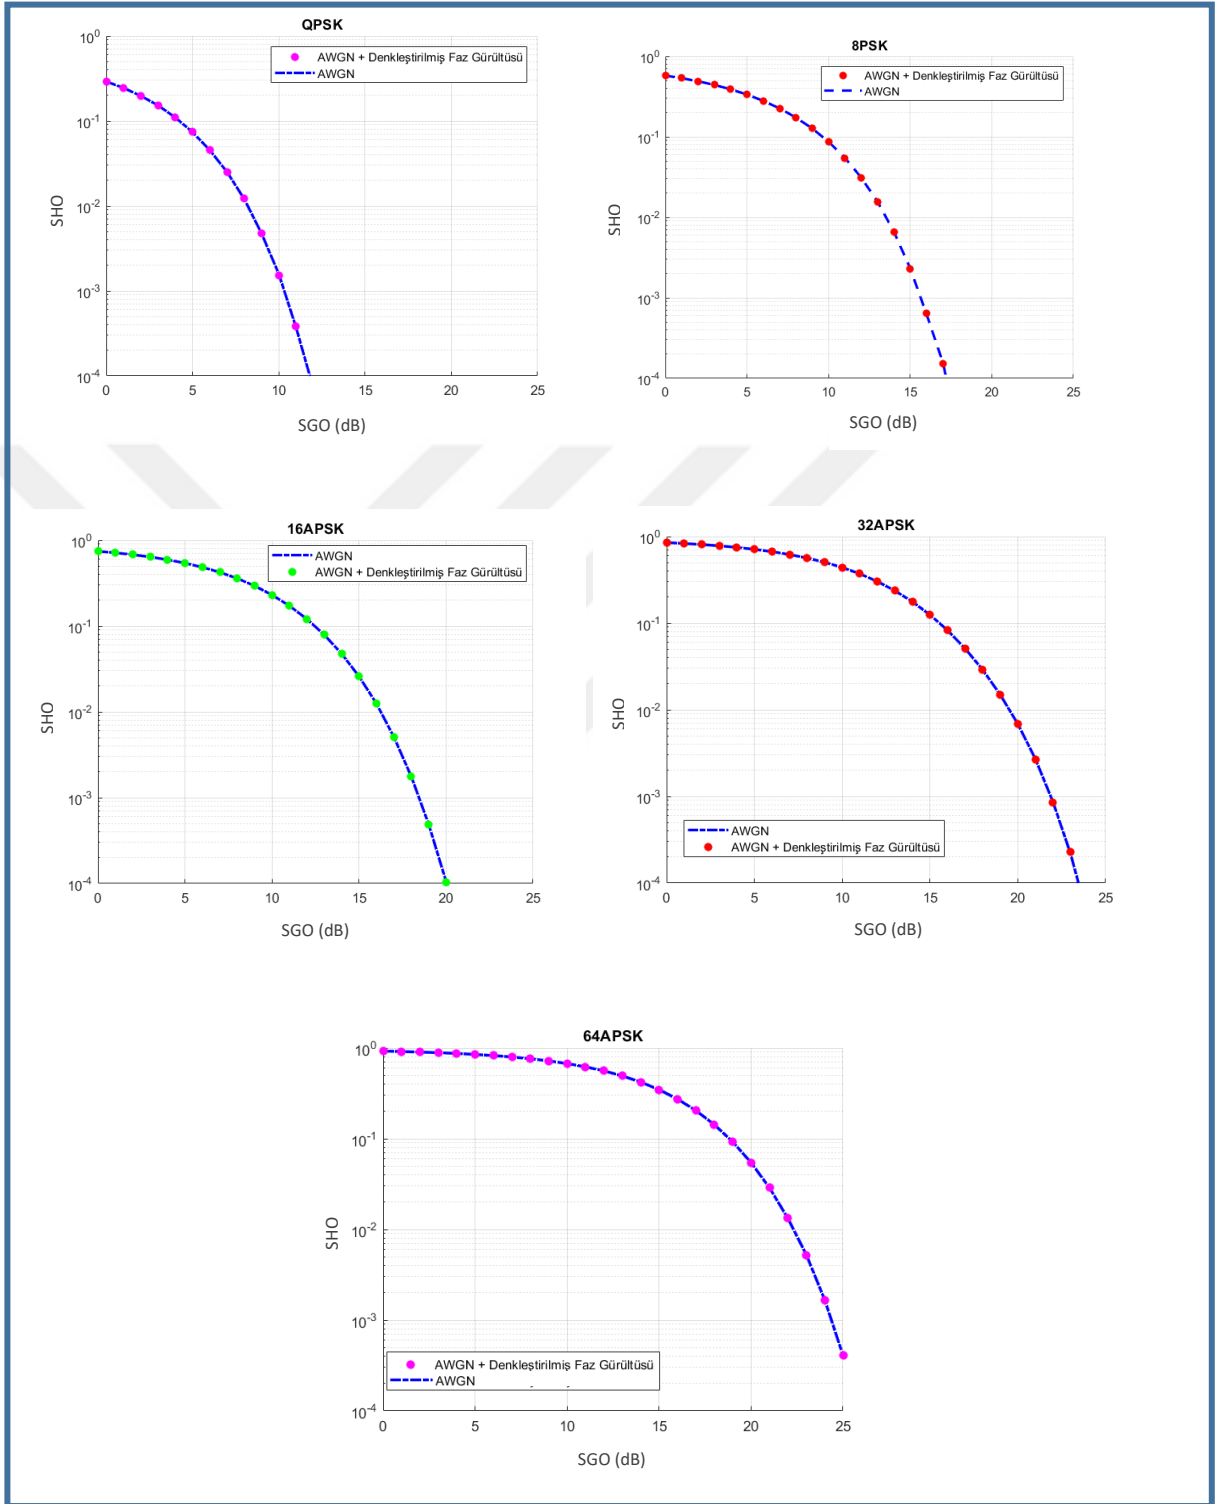 QPSK
10^0
10^-1
10^-2
10^-3
10^-4
SHO
AWGN + Denkleştirilmiş Faz Gürültüsü
AWGN
0 5 10 15 20 25
SGO (dB)
8PSK
10^0
10^-1
10^-2
10^-3
10^-4
SHO
AWGN + Denkleştirilmiş Faz Gürültüsü
AWGN
0 5 10 15 20 25
SGO (dB)
16APSK
10^0
10^-1
10^-2
10^-3
10^-4
SHO
AWGN
AWGN + Denkleştirilmiş Faz Gürültüsü
0 5 10 15 20 25
SGO (dB)
32APSK
10^0
10^-1
10^-2
10^-3
10^-4
SHO
AWGN
AWGN + Denkleştirilmiş Faz Gürültüsü
0 5 10 15 20 25
SGO (dB)
64APSK
10^0
10^-1
10^-2
10^-3
10^-4
SHO
AWGN + Denkleştirilmiş Faz Gürültüsü
AWGN
0 5 10 15 20 25
SGO (dB)